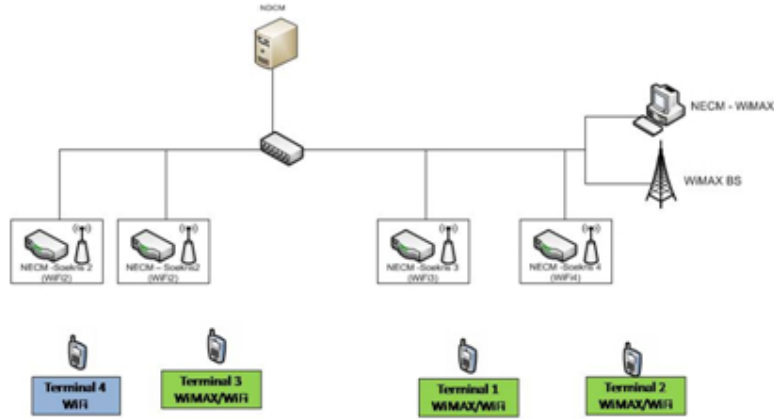 NDCM
NECM - WiMAX
WiMAX BS
NECM -Soekris 2
(WiFi2)
NECM – Soekris2
(WiFi2)
NECM -Soekris 3
(WiFi3)
NECM -Soekris 4
(WiFi4)
Terminal 4
WiFi
Terminal 3
WiMAX/WiFi
Terminal 1
WiMAX/WiFi
Terminal 2
WiMAX/WiFi